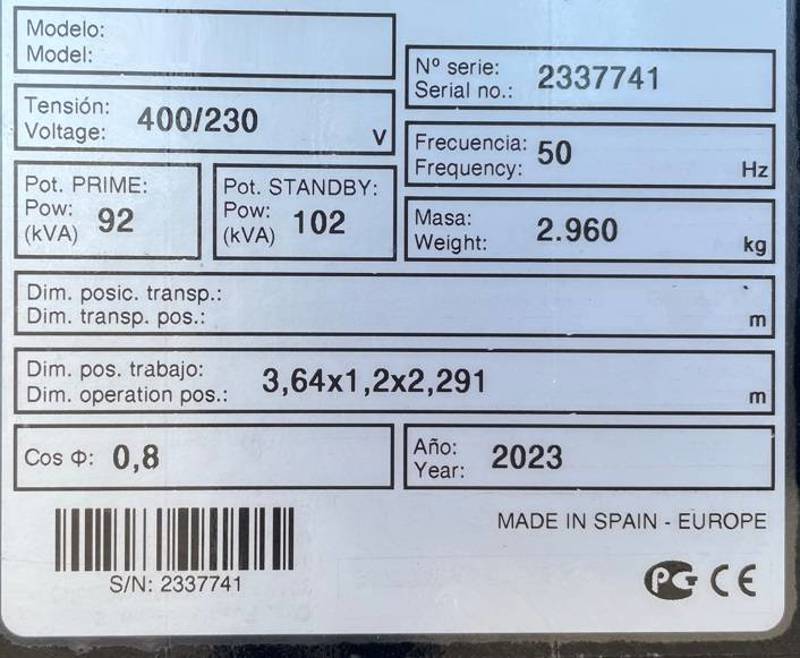 Modelo:
Model:
Nº serie:
Serial no.: 2337741
Tensión:
Voltage: 400/230 V
Frecuencia:
Frequency: 50 Hz
Pot. PRIME:
Pow:
(kVA) 92
Pot. STANDBY:
Pow:
(kVA) 102
Masa:
Weight: 2.960 kg
Dim. posic. transp.:
Dim. transp. pos.: m
Dim. pos. trabajo:
Dim. operation pos.: 3,64x1,2x2,291 m
Cos Φ: 0,8
Año:
Year: 2023
MADE IN SPAIN - EUROPE
S/N: 2337741
PG CE